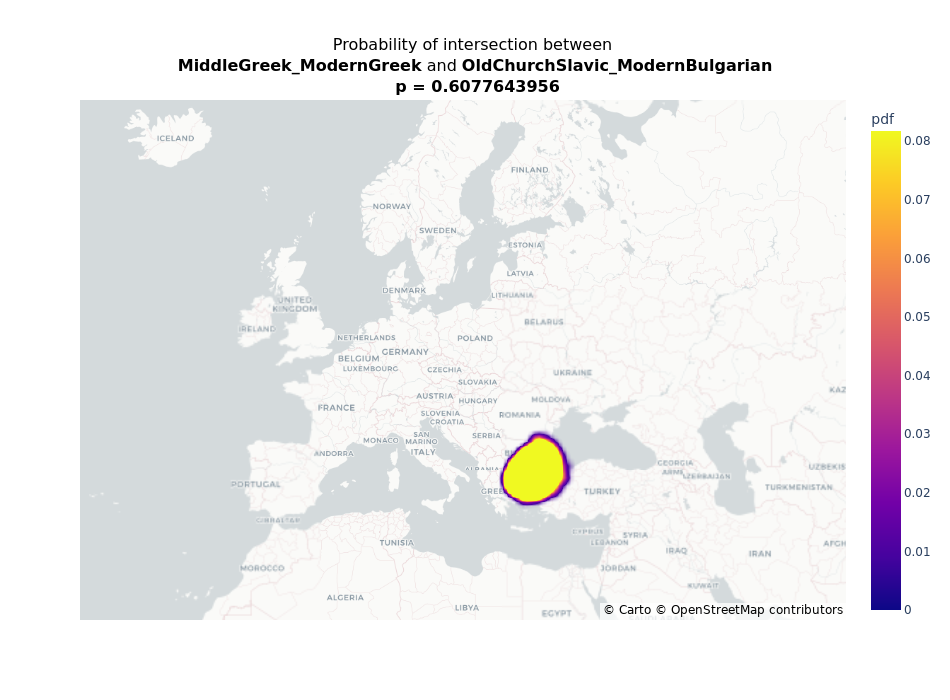 Probability of intersection between
MiddleGreek_ModernGreek and OldChurchSlavic_ModernBulgarian
p = 0.6077643956
pdf
0.08
0.07
0.06
0.05
0.04
0.03
0.02
0.01
0
ICELAND
FINLAND
NORWAY
SWEDEN
ESTONIA
LATVIA
DENMARK
LITHUANIA
UNITED
KINGDOM
IRELAND
BELARUS
NETHERLANDS
POLAND
GERMANY
BELGIUM
LUXEMBOURG
CZECHIA
UKRAINE
SLOVAKIA
KAZ
AUSTRIA
HUNGARY
MOLDOVA
FRANCE
SLOVENIA
ROMANIA
CROATIA
SAN
MARINO
MONACO
SERBIA
ITALY
ANDORRA
B
GEORGIA
ALBANIA
UZBEKIS
ARME
AZERBAIJAN
PORTUGAL
GREE
TURKEY
TURKMENISTAN
GIBRALTAR
CYPRUS
SYRIA
TUNISIA
LEBANON
AFGH
IRAQ
IRAN
MOROCCO
JORDAN
KUWAIT
ALGERIA
LIBYA
EGYPT
SAUDI ARABIA
© Carto © OpenStreetMap contributors